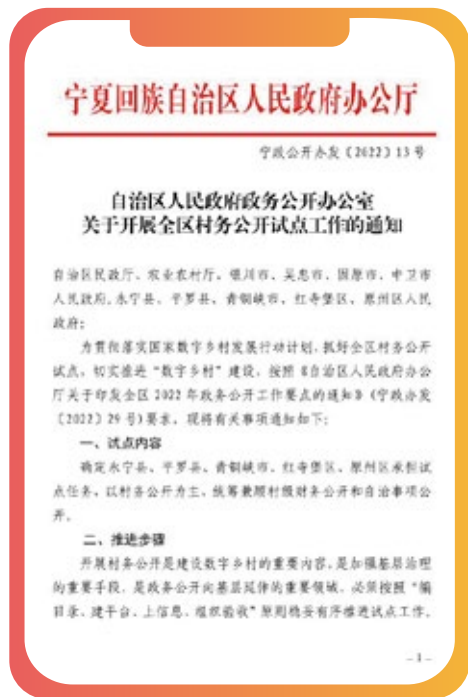 宁夏回族自治区人民政府办公厅
宁政公开办发〔2022〕13号
自治区人民政府政务公开办公室
关于开展全区村务公开试点工作的通知
自治区民政厅、农业农村厅，银川市、吴忠市、固原市、中卫市
人民政府，永宁县、平罗县、青铜峡市、红寺堡区、原州区人民
政府：
为贯彻落实国家数字乡村发展行动计划，抓好全区村务公开
试点，切实推进“数字乡村”建设，按照《自治区人民政府办公
厅关于印发全区2022年政务公开工作要点的通知》（宁政办发
〔2022〕29号）要求，现将有关事项通知如下：
一、试点内容
确定永宁县、平罗县、青铜峡市、红寺堡区、原州区承担试
点任务，以村务公开为主，统筹兼顾村级财务公开和自治事项公
开。
二、推进步骤
开展村务公开是建设数字乡村的重要内容，是加强基层治理
的重要手段，是政务公开向基层延伸的重要领域，必须按照“编
目录、建平台、上信息、组织验收”原则稳妥有序推进试点工作。
－1－